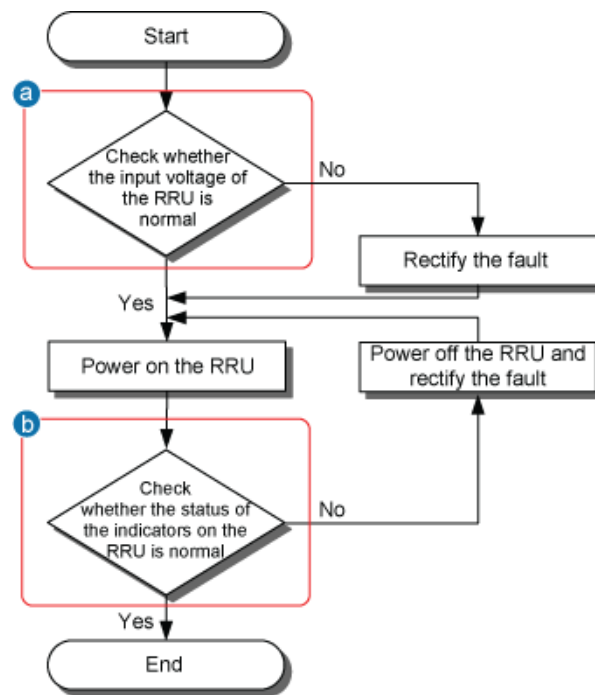 Start
a
Check whether
the input voltage of
the RRU is
normal
No
Rectify the fault
Yes
Power on the RRU
Power off the RRU and
rectify the fault
b
Check
whether the status of
the indicators on the
RRU is normal
No
Yes
End